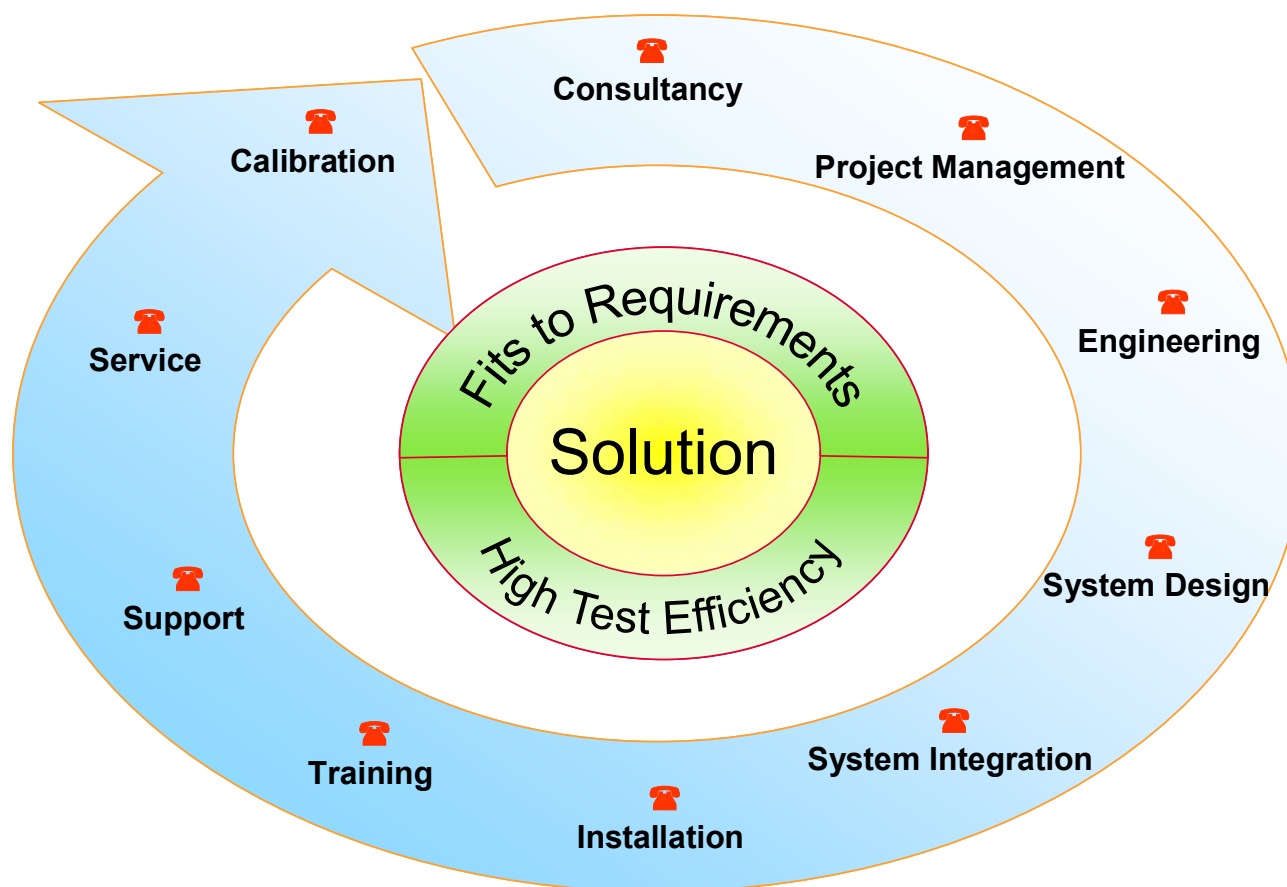 Consultancy
Project Management
Engineering
System Design
System Integration
Installation
Training
Support
Service
Calibration
Fits to Requirements
Solution
High Test Efficiency